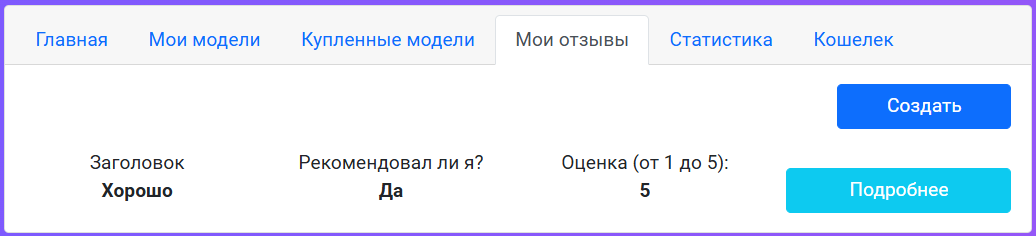 Главная Мои модели Купленные модели Мои отзывы Статистика Кошелек
Создать
Заголовок Рекомендовал ли я? Оценка (от 1 до 5):
Хорошо Да 5
Подробнее